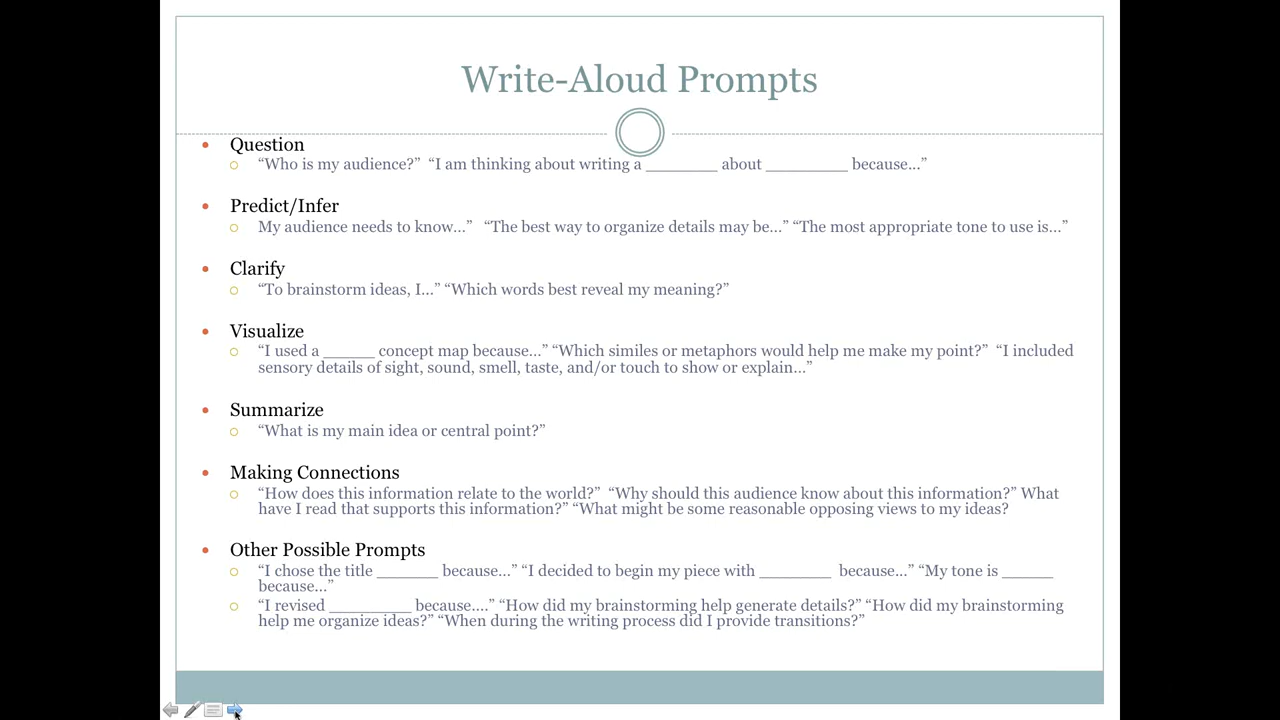 Write-Aloud Prompts
• Question
○ “Who is my audience?”  “I am thinking about writing a _______ about ________ because...”
• Predict/Infer
○ My audience needs to know…”   “The best way to organize details may be…” “The most appropriate tone to use is…”
• Clarify
○ “To brainstorm ideas, I…” “Which words best reveal my meaning?”
• Visualize
○ “I used a _____ concept map because…” “Which similes or metaphors would help me make my point?”  “I included
sensory details of sight, sound, smell, taste, and/or touch to show or explain…”
• Summarize
○ “What is my main idea or central point?”
• Making Connections
○ “How does this information relate to the world?”  “Why should this audience know about this information?” What
have I read that supports this information?” “What might be some reasonable opposing views to my ideas?
• Other Possible Prompts
○ “I chose the title ______ because…” “I decided to begin my piece with _______  because…” “My tone is _____
because…”
○ “I revised ________ because….” “How did my brainstorming help generate details?” “How did my brainstorming
help me organize ideas?” “When during the writing process did I provide transitions?”